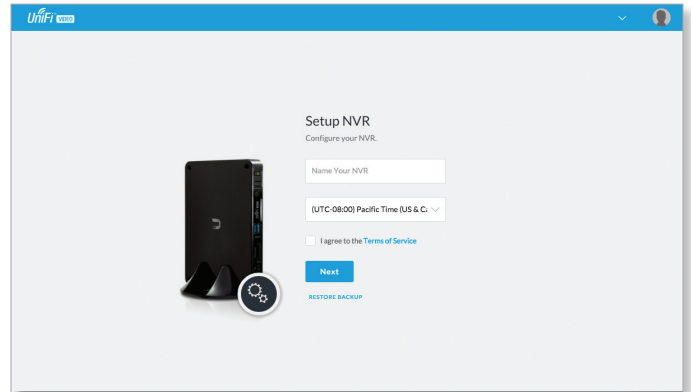 UniFi VIDEO
Setup NVR
Configure your NVR.
Name Your NVR
(UTC-08:00) Pacific Time (US & Ca
I agree to the Terms of Service
Next
RESTORE BACKUP